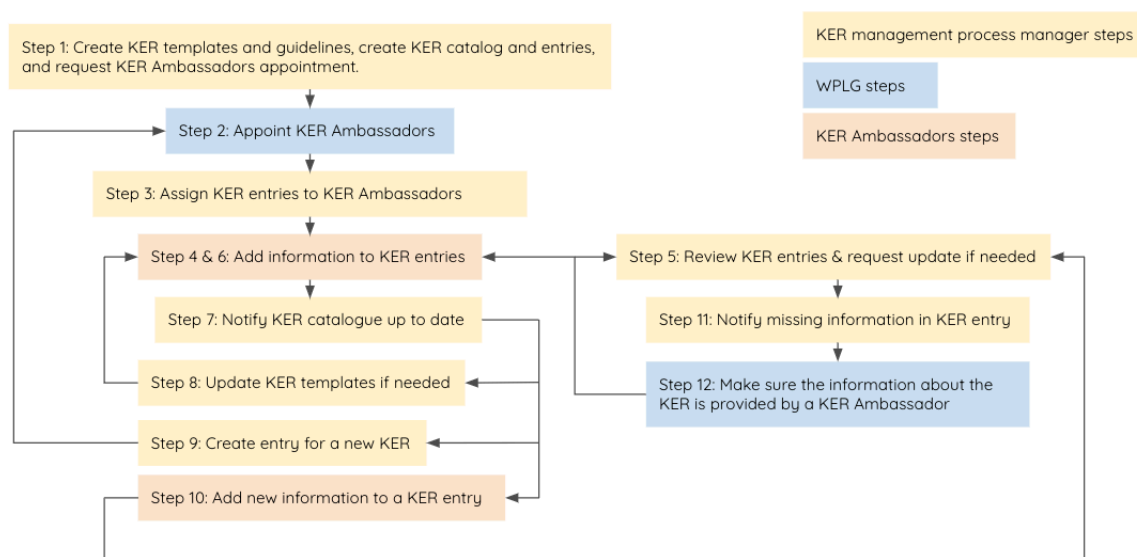 Step 1: Create KER templates and guidelines, create KER catalog and entries,
and request KER Ambassadors appointment.
KER management process manager steps
WPLG steps
KER Ambassadors steps
Step 2: Appoint KER Ambassadors
Step 3: Assign KER entries to KER Ambassadors
Step 4 & 6: Add information to KER entries
Step 5: Review KER entries & request update if needed
Step 7: Notify KER catalogue up to date
Step 11: Notify missing information in KER entry
Step 8: Update KER templates if needed
Step 12: Make sure the information about the
KER is provided by a KER Ambassador
Step 9: Create entry for a new KER
Step 10: Add new information to a KER entry